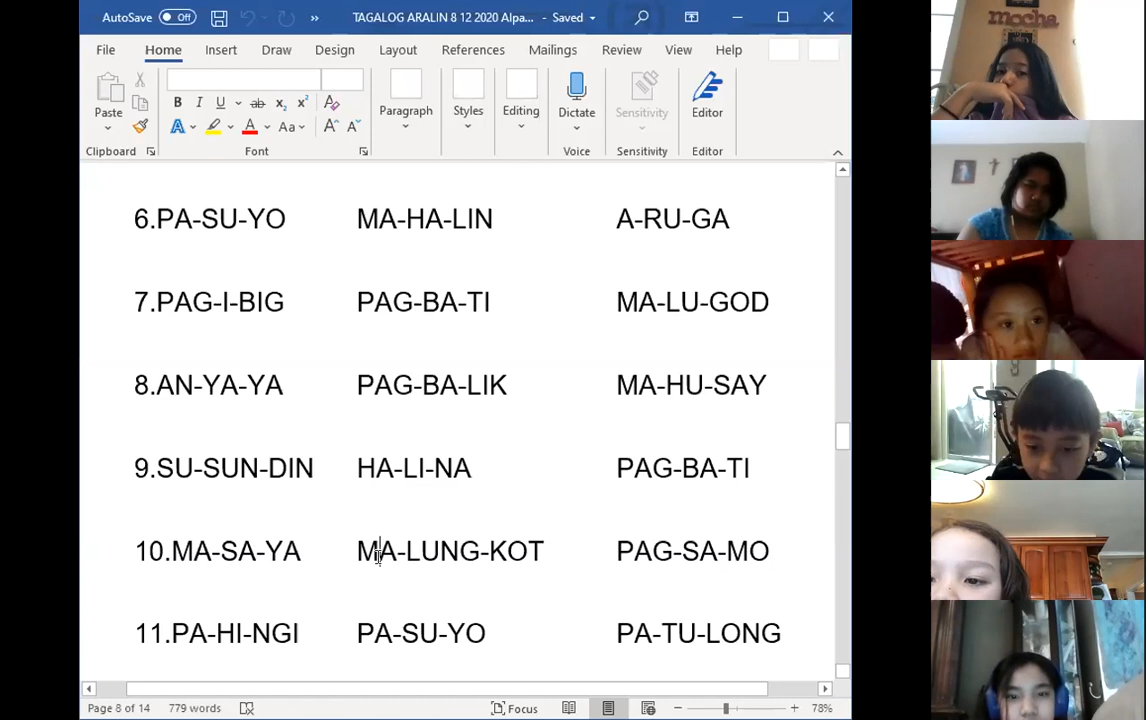 AutoSave Off TAGALOG ARALIN 8 12 2020 Alpa... - Saved
File Home Insert Draw Design Layout References Mailings Review View Help
Paste B I U ab x₂ x² A Aa A A Paragraph Styles Editing Dictate Sensitivity Editor
Clipboard Font Voice Sensitivity Editor
6.PA-SU-YO MA-HA-LIN A-RU-GA
7.PAG-I-BIG PAG-BA-TI MA-LU-GOD
8.AN-YA-YA PAG-BA-LIK MA-HU-SAY
9.SU-SUN-DIN HA-LI-NA PAG-BA-TI
10.MA-SA-YA MA-LUNG-KOT PAG-SA-MO
11.PA-HI-NGI PA-SU-YO PA-TU-LONG
Page 8 of 14 779 words Focus 78%
mocha